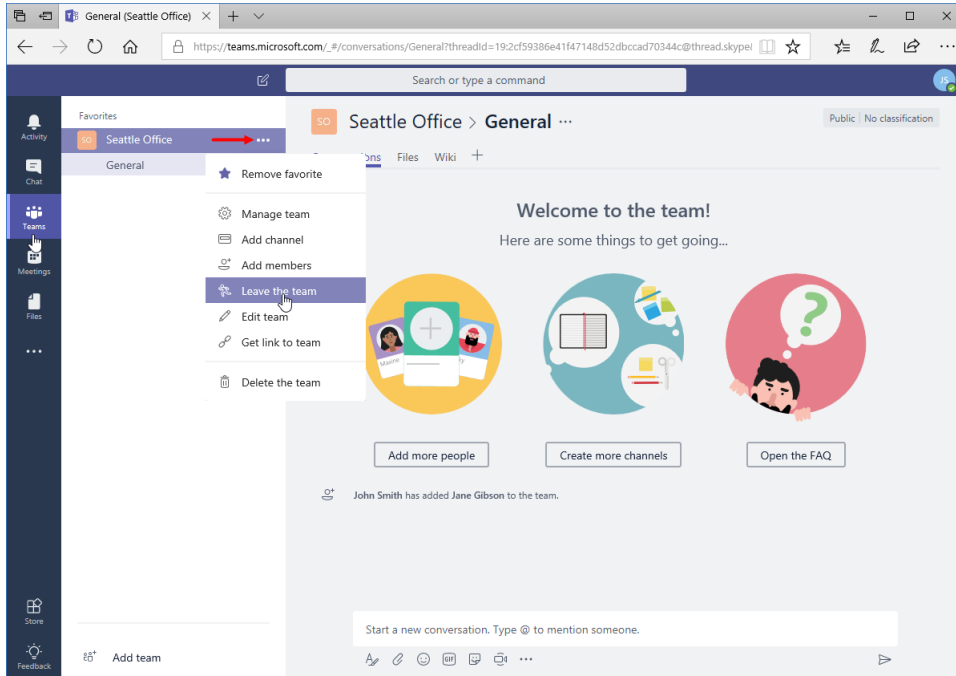 General (Seattle Office)
https://teams.microsoft.com/_#/conversations/General?threadId=19:2cf59386e41f47148d52dbccad70344c@thread.skype
Search or type a command
JS
Activity
Chat
Teams
Meetings
Files
Store
Feedback
Favorites
SO Seattle Office
General
Remove favorite
Manage team
Add channel
Add members
Leave the team
Edit team
Get link to team
Delete the team
Add team
SO Seattle Office > General
Public No classification
Files Wiki
Welcome to the team!
Here are some things to get going...
Maxine
Add more people
Create more channels
Open the FAQ
John Smith has added Jane Gibson to the team.
Start a new conversation. Type @ to mention someone.
GIF